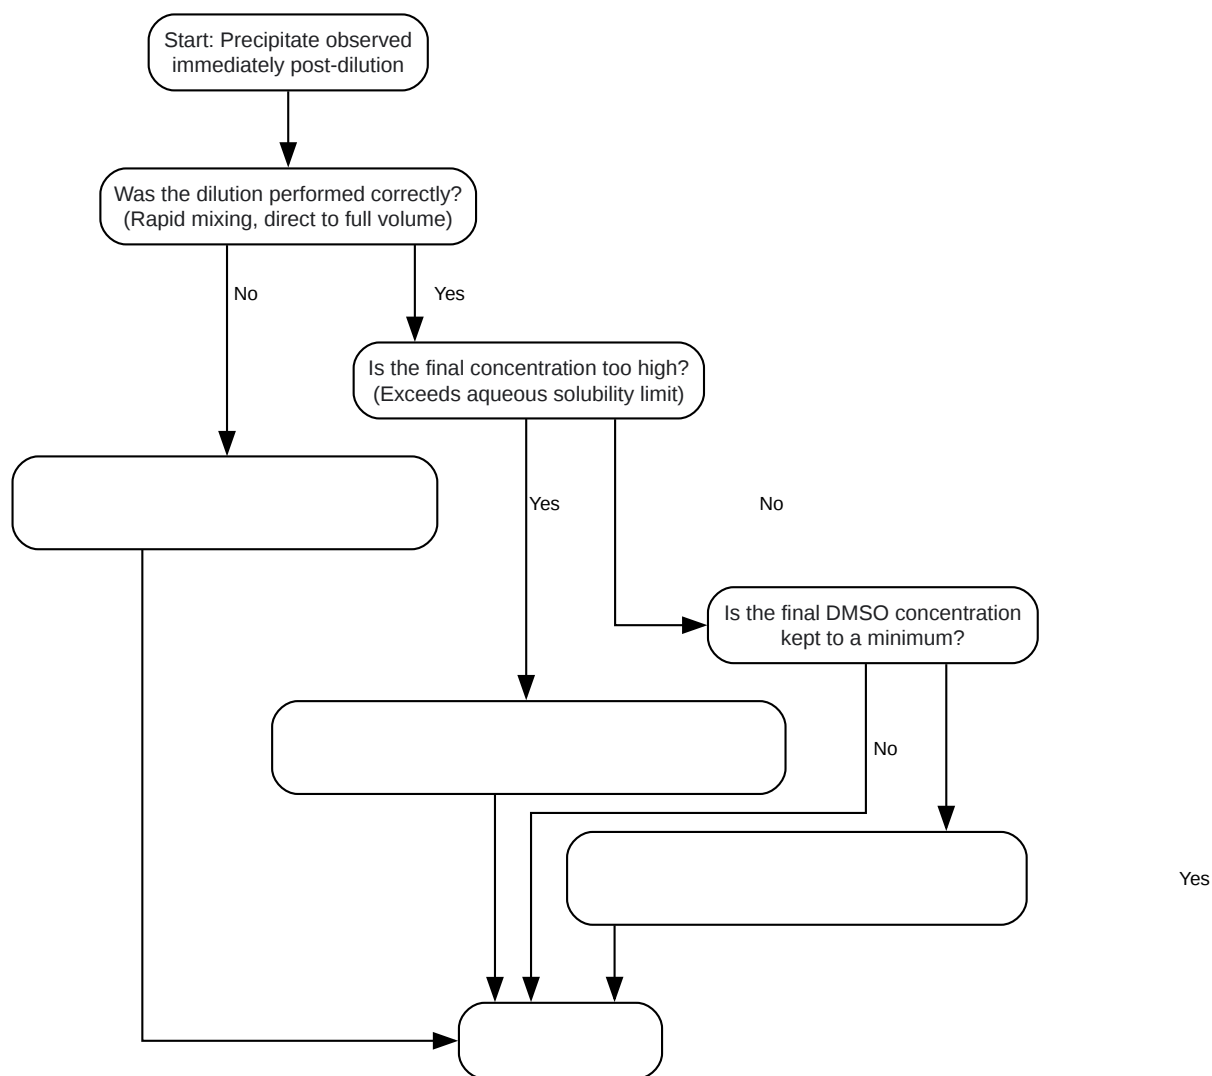 Start: Precipitate observed
immediately post-dilution
Was the dilution performed correctly?
(Rapid mixing, direct to full volume)
No
Yes
Is the final concentration too high?
(Exceeds aqueous solubility limit)
Yes
No
Is the final DMSO concentration
kept to a minimum?
No
Yes